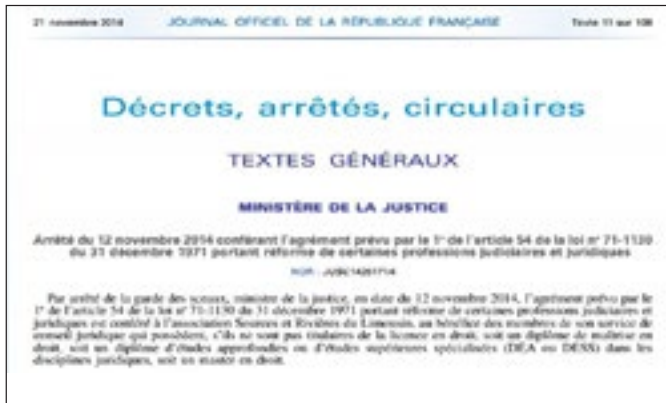 21 novembre 2014 JOURNAL OFFICIEL DE LA RÉPUBLIQUE FRANÇAISE Texte 11 sur 108
Décrets, arrêtés, circulaires
TEXTES GÉNÉRAUX
MINISTÈRE DE LA JUSTICE
Arrêté du 12 novembre 2014 conférant l'agrément prévu par le 1° de l'article 54 de la loi n° 71-1130
du 31 décembre 1971 portant réforme de certaines professions judiciaires et juridiques
NOR :
Par arrêté de la garde des sceaux, ministre de la justice, en date du 12 novembre 2014, l'agrément prévu par le
1° de l'article 54 de la loi n° 71-1130 du 31 décembre 1971 portant réforme de certaines professions judiciaires et
juridiques est conféré à l'association Sources et Rivières du Limousin, au bénéfice des membres de son service de
conseil juridique qui possèdent, s'ils ne sont pas titulaires de la licence en droit, soit un diplôme de maîtrise en
droit, soit un diplôme d'études approfondies ou d'études supérieures spécialisées (DEA ou DESS) dans les
disciplines juridiques, soit un master en droit.